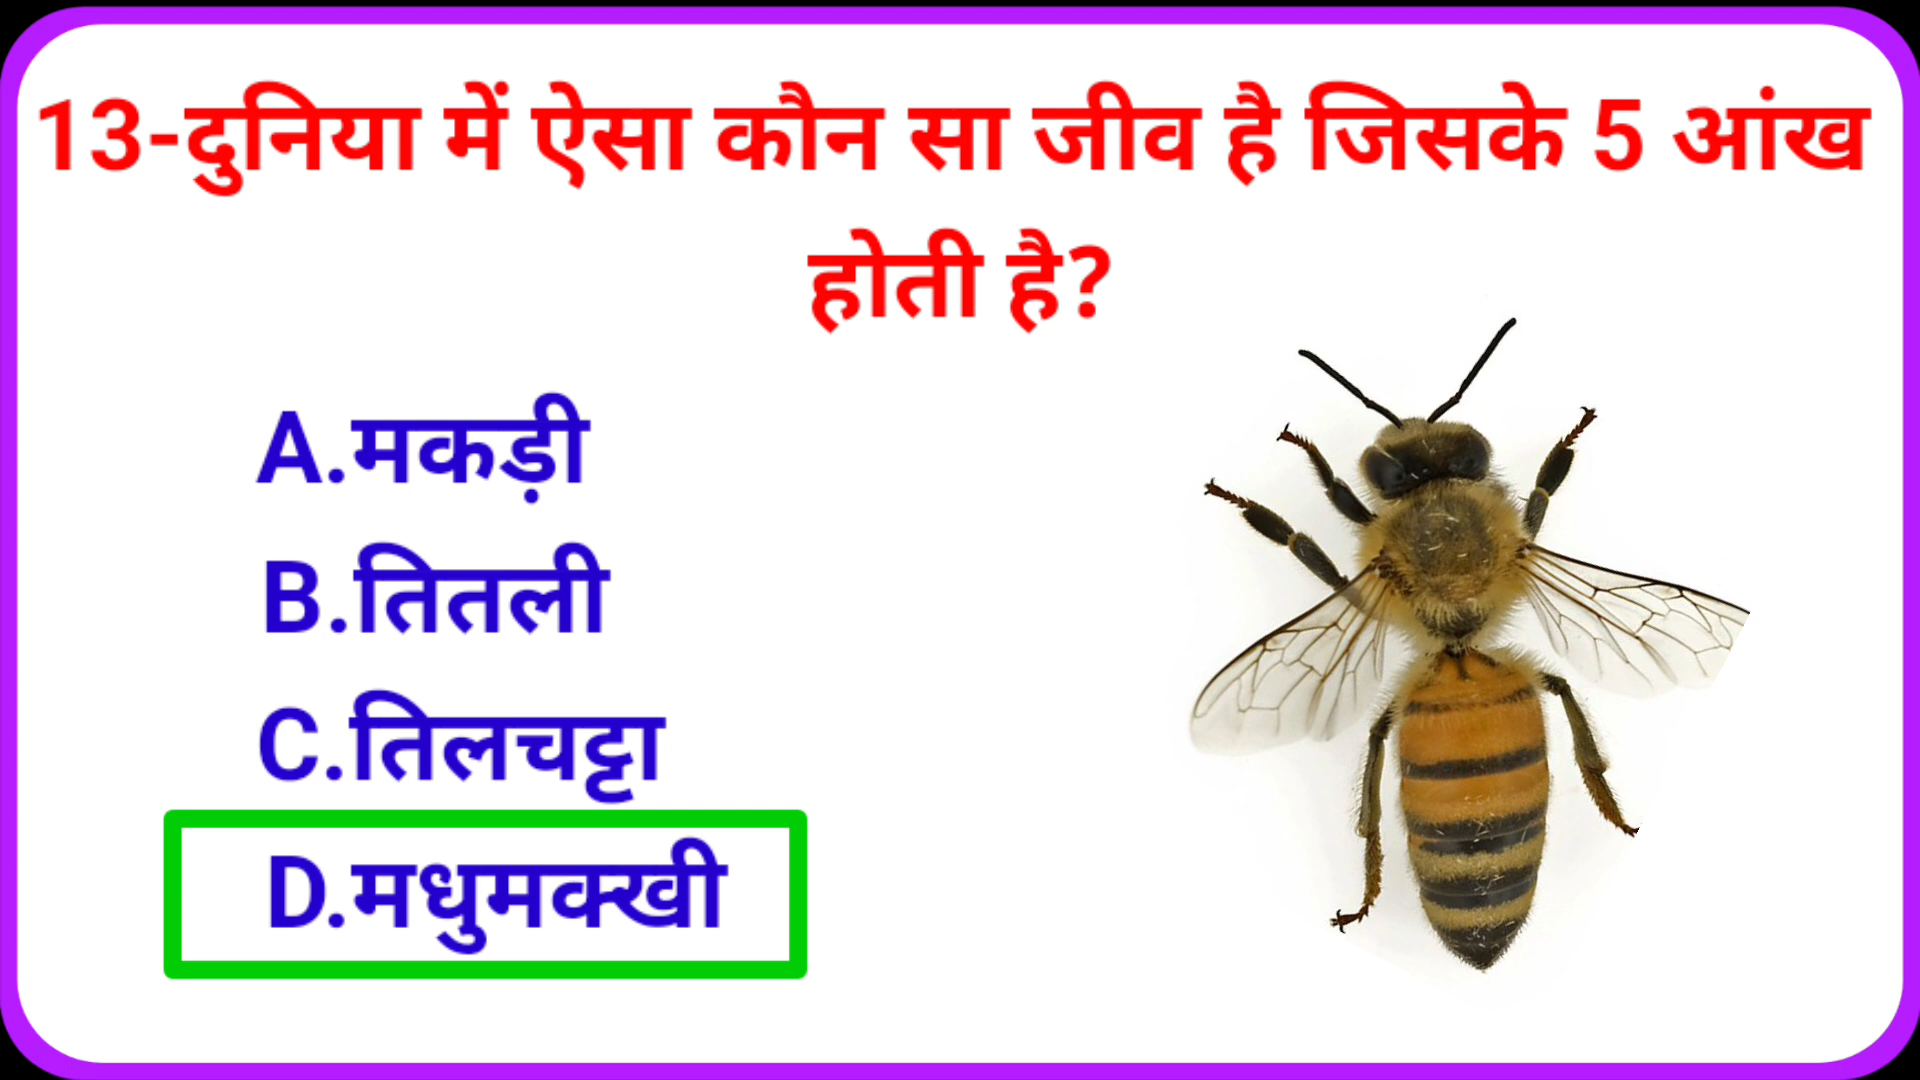 13-दुनिया में ऐसा कौन सा जीव है जिसके 5 आंख
होती है?
A.मकड़ी
B.तितली
C.तिलचट्टा
D.मधुमक्खी